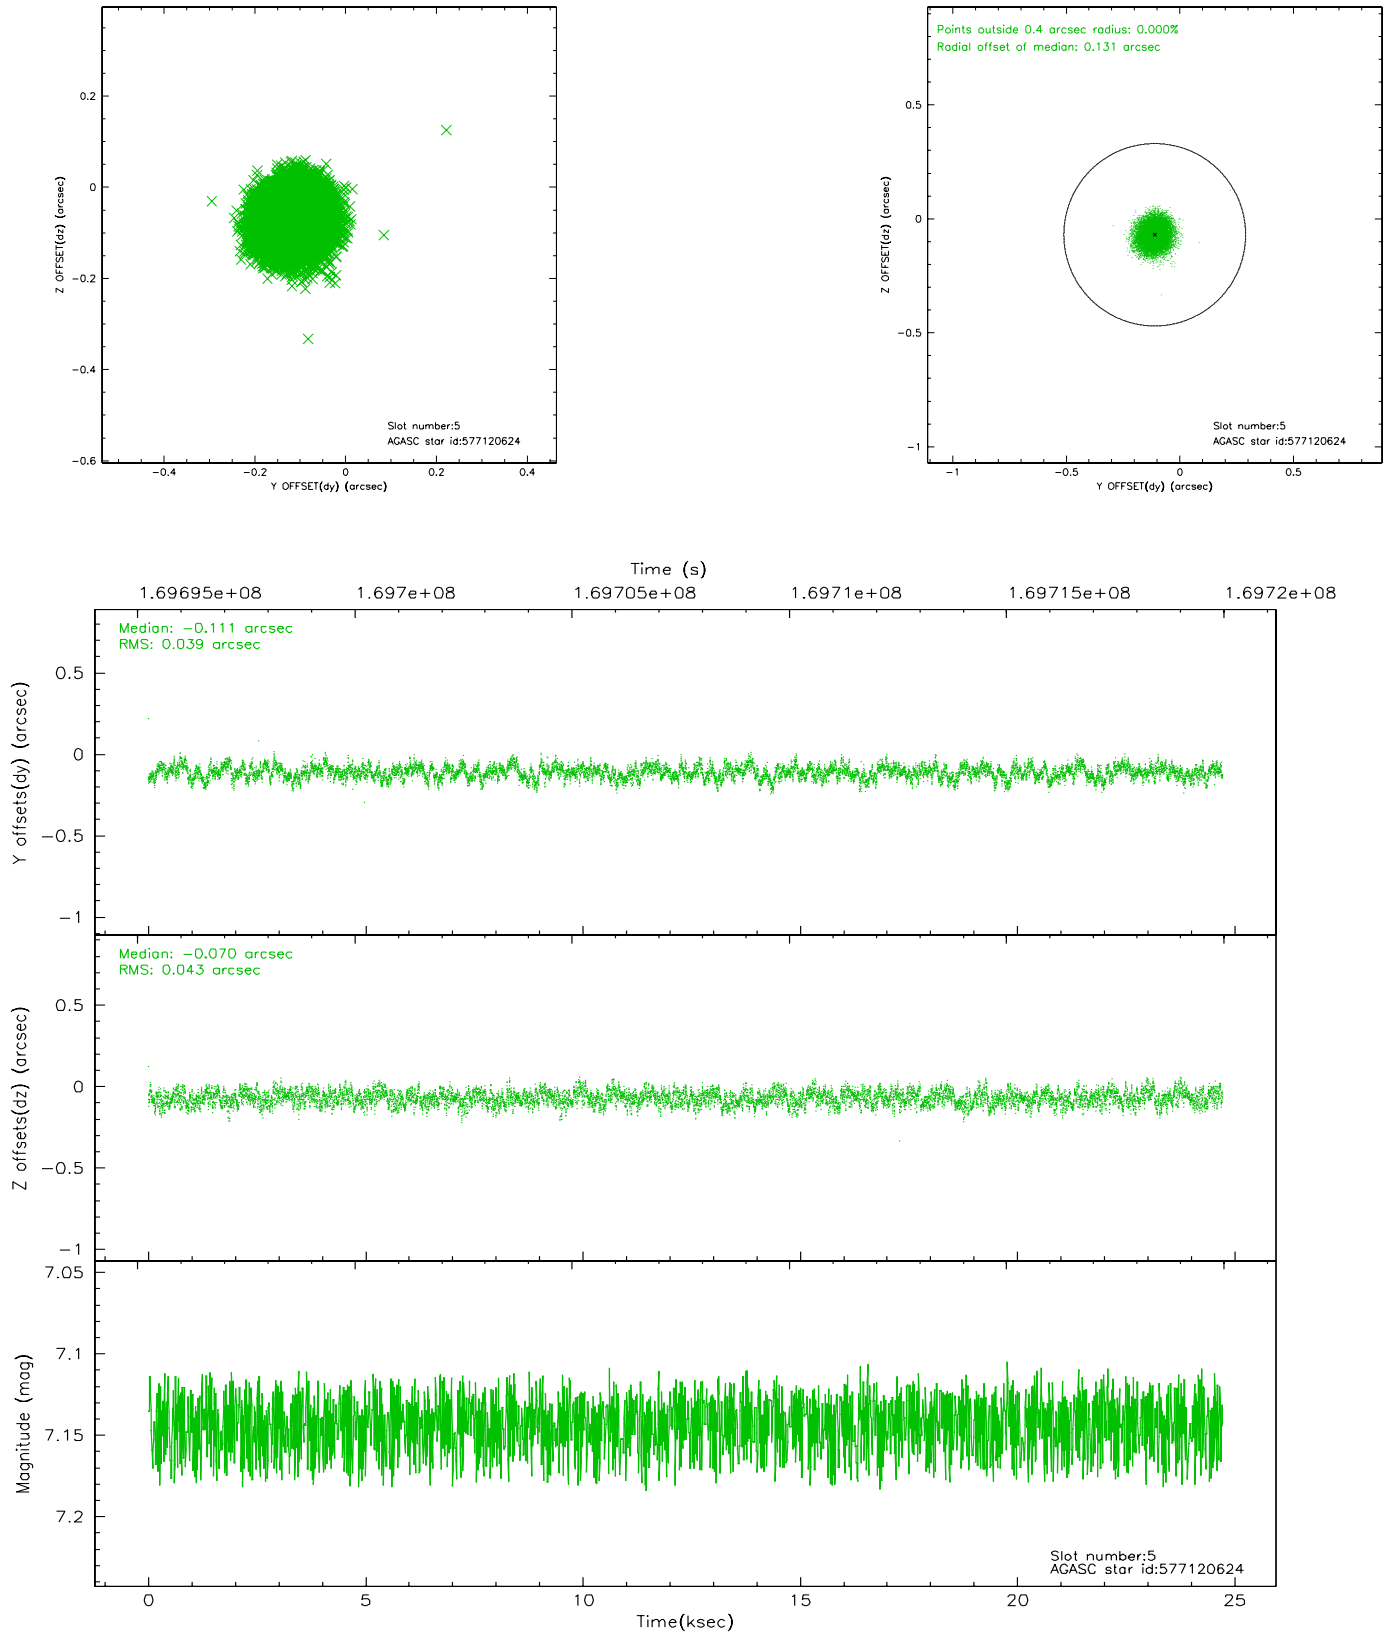 0.2
0
−0.2
−0.4
−0.6
Z OFFSET(dz) (arcsec)
−0.4
−0.2
0
0.2
0.4
Y OFFSET(dy) (arcsec)
Slot number:5
AGASC star id:577120624
Points outside 0.4 arcsec radius: 0.000%
Radial offset of median: 0.131 arcsec
0.5
0
−0.5
−1
Z OFFSET(dz) (arcsec)
−1
−0.5
0
0.5
Y OFFSET(dy) (arcsec)
Slot number:5
AGASC star id:577120624
Time (s)
1.69695e+08
1.697e+08
1.69705e+08
1.6971e+08
1.69715e+08
1.6972e+08
Median: −0.111 arcsec
RMS: 0.039 arcsec
0.5
0
−0.5
−1
Y offsets(dy) (arcsec)
Median: −0.070 arcsec
RMS: 0.043 arcsec
0.5
0
−0.5
−1
Z offsets(dz) (arcsec)
7.05
7.1
7.15
7.2
Magnitude (mag)
Slot number:5
AGASC star id:577120624
0
5
10
15
20
25
Time(ksec)